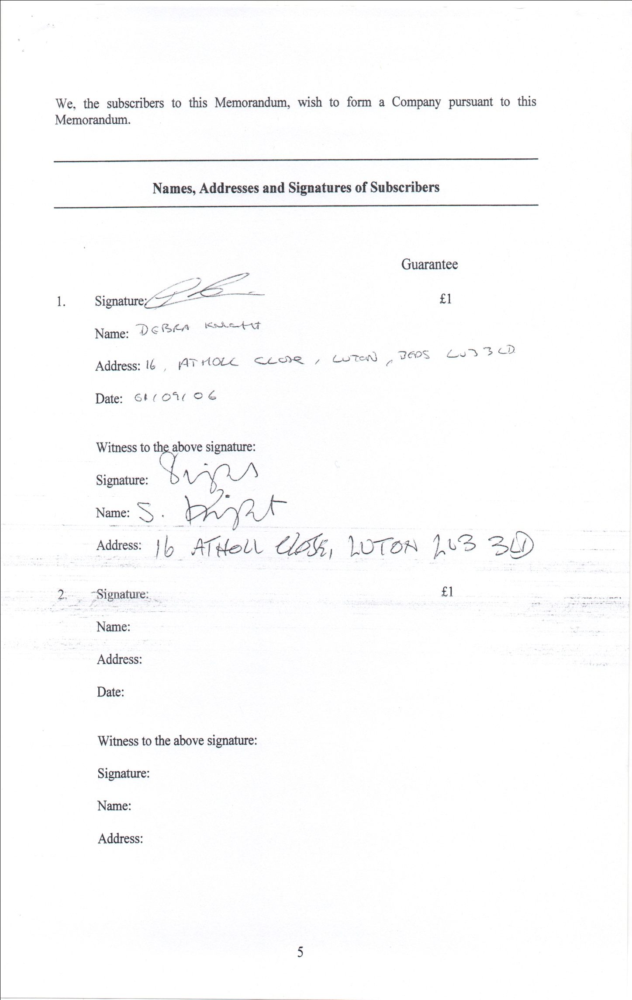 We, the subscribers to this Memorandum, wish to form a Company pursuant to this
Memorandum.
Names, Addresses and Signatures of Subscribers
Guarantee
1. Signature: £1
Name: DEBRA KNIGHT
Address: 16, ATHOLL CLOSE, LUTON, BEDS LU3 3LD
Date: 01/09/06
Witness to the above signature:
Signature:
Name: S. Knight
Address: 16 ATHOLL CLOSE, LUTON LU3 3LD
2. Signature: £1
Name:
Address:
Date:
Witness to the above signature:
Signature:
Name:
Address:
5